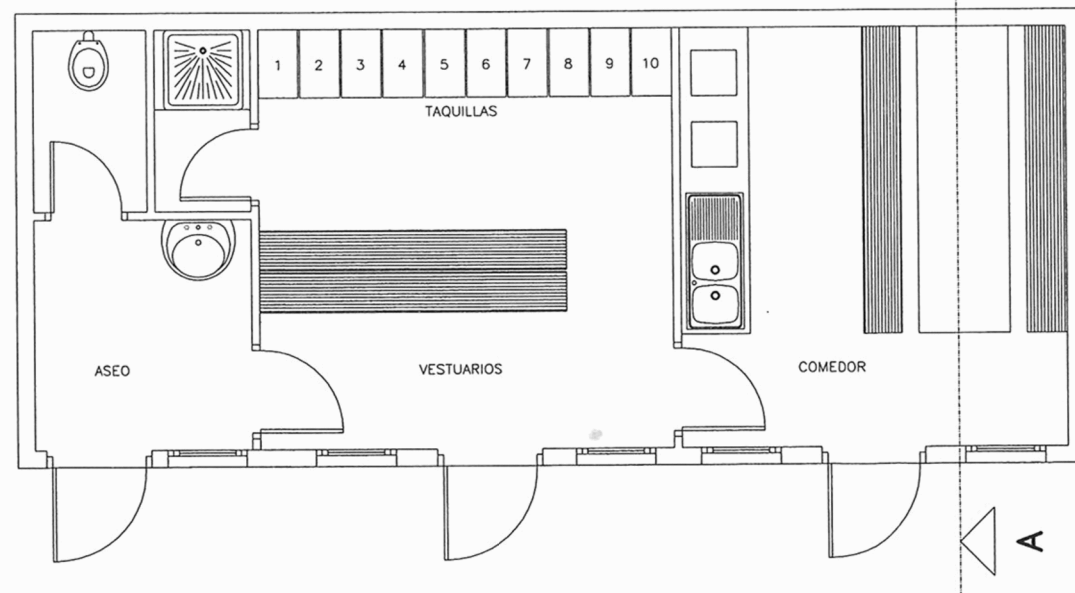 1 2 3 4 5 6 7 8 9 10
TAQUILLAS
ASEO
VESTUARIOS
COMEDOR
A